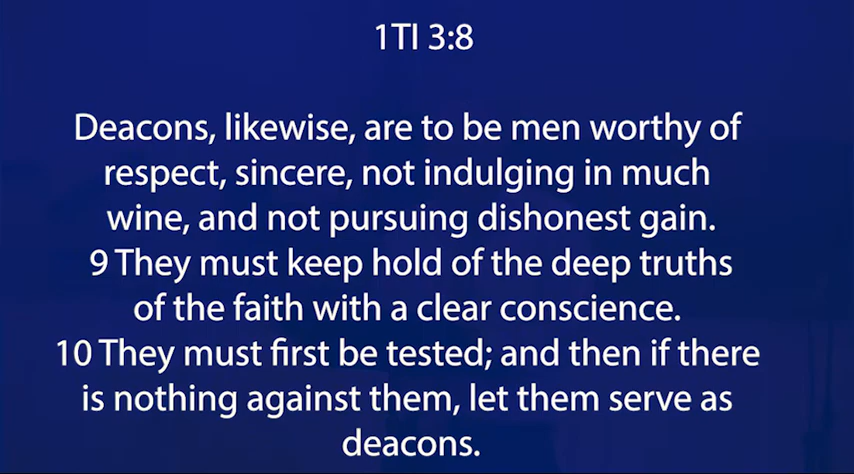 1TI 3:8
Deacons, likewise, are to be men worthy of
respect, sincere, not indulging in much
wine, and not pursuing dishonest gain.
9 They must keep hold of the deep truths
of the faith with a clear conscience.
10 They must first be tested; and then if there
is nothing against them, let them serve as
deacons.